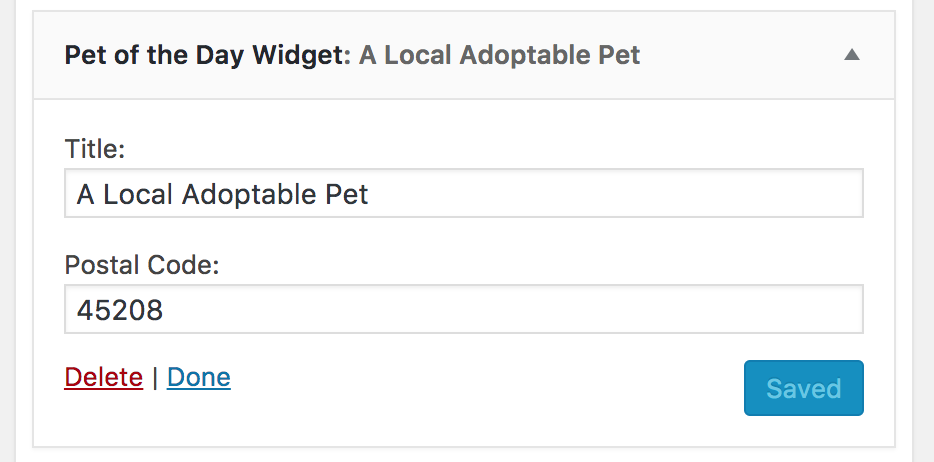 Pet of the Day Widget: A Local Adoptable Pet
Title:
A Local Adoptable Pet
Postal Code:
45208
Delete | Done
Saved